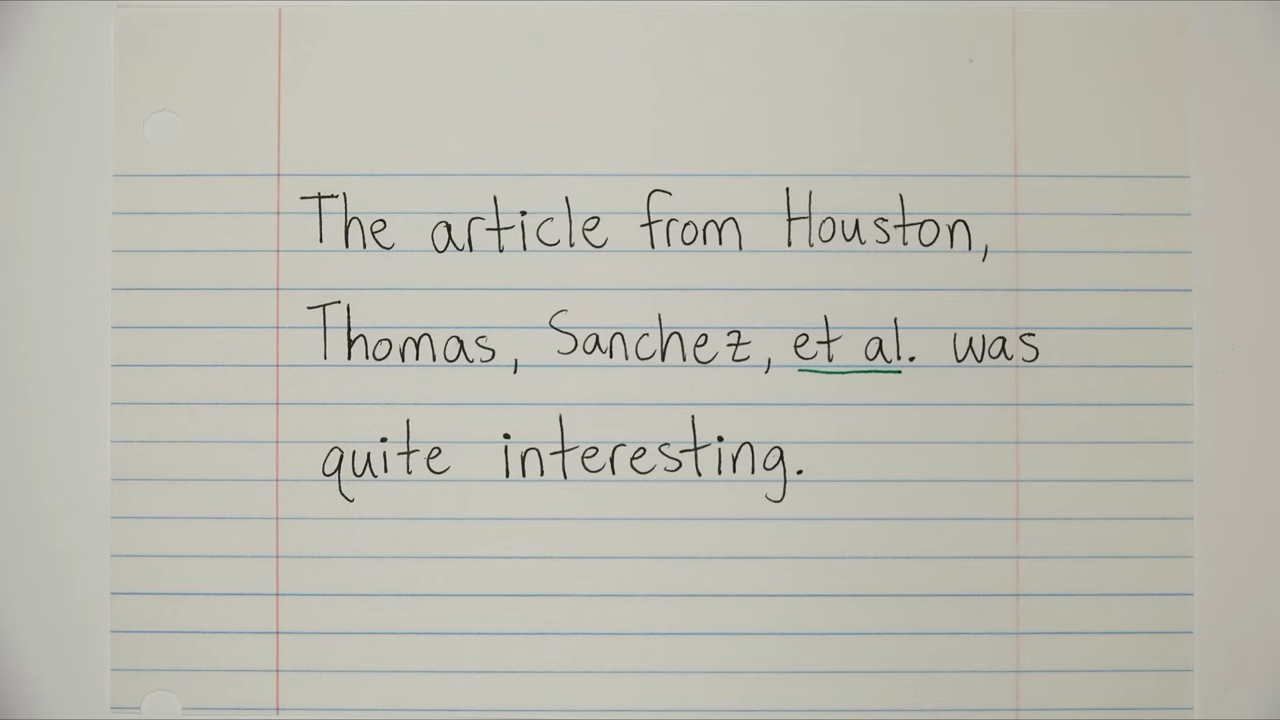 The article from Houston,
Thomas, Sanchez, et al. was
quite interesting.